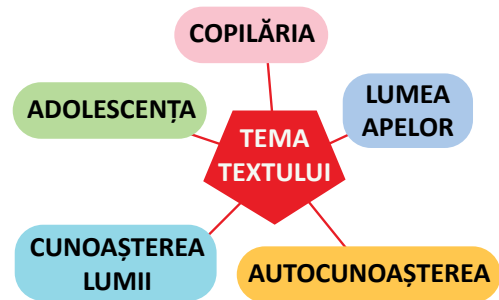 COPILĂRIA
ADOLESCENȚA
LUMEA
APELOR
TEMA
TEXTULUI
CUNOAȘTEREA
LUMII
AUTOCUNOAȘTEREA